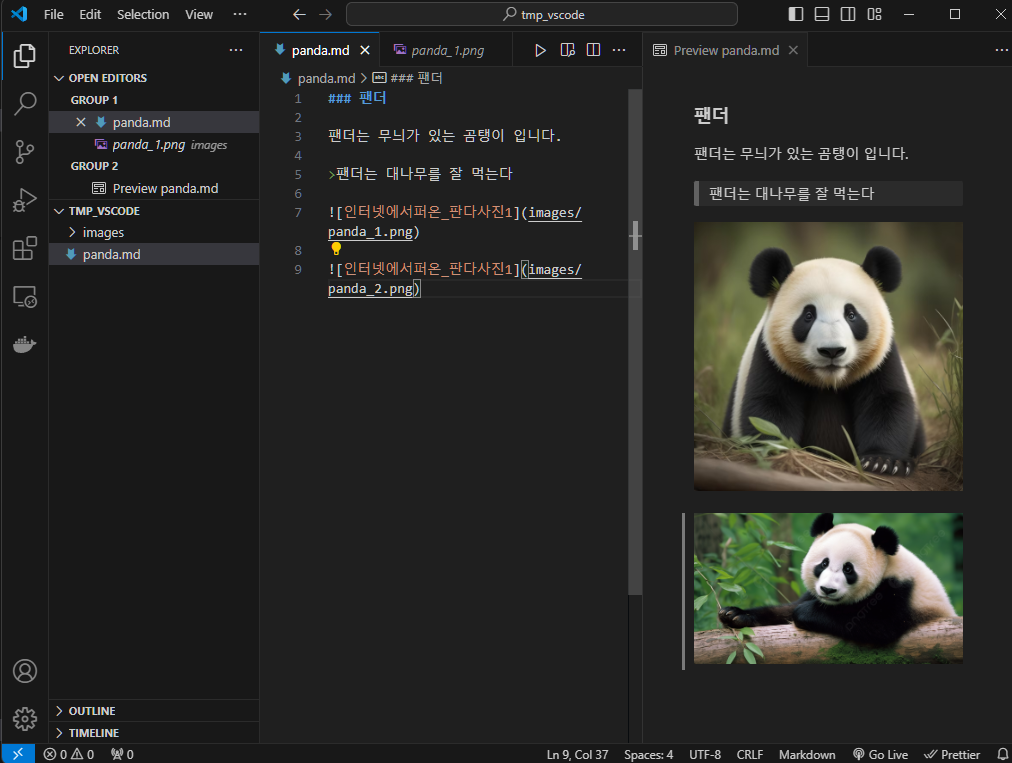 File Edit Selection View ··· tmp_vscode
EXPLORER ···
OPEN EDITORS
GROUP 1
panda.md
panda_1.png images
GROUP 2
Preview panda.md
TMP_VSCODE
images
panda.md
OUTLINE
TIMELINE
panda.md panda_1.png ···
panda.md > ### 팬더
1 ### 팬더
2
3 팬더는 무늬가 있는 곰탱이 입니다.
4
5 >팬더는 대나무를 잘 먹는다
6
7 ![인터넷에서퍼온_판다사진1](images/
panda_1.png)
8
9 ![인터넷에서퍼온_판다사진1](images/
panda_2.png)
Preview panda.md ···
팬더
팬더는 무늬가 있는 곰탱이 입니다.
팬더는 대나무를 잘 먹는다
0 0 0 Ln 9, Col 37 Spaces: 4 UTF-8 CRLF Markdown Go Live Prettier